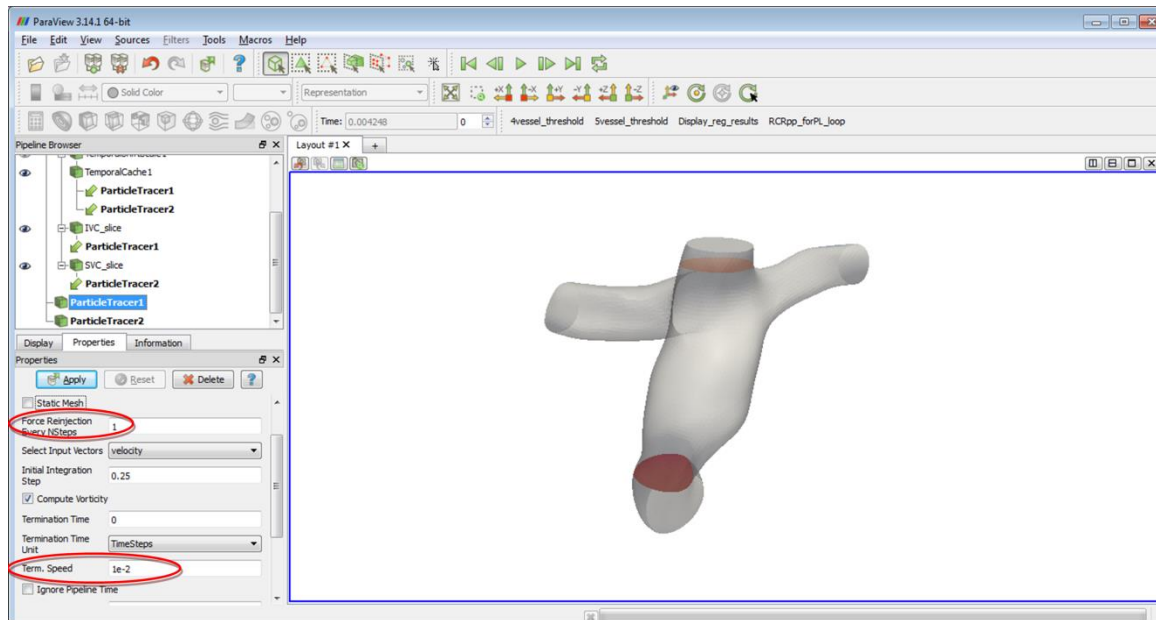 ParaView 3.14.1 64-bit
File Edit View Sources Filters Tools Macros Help
Solid Color Representation
Time: 0.004248 0 4vessel_threshold 5vessel_threshold Display_reg_results RCRpp_forPL_loop
Pipeline Browser
Layout #1
TemporalCache1
ParticleTracer1
ParticleTracer2
IVC_slice
ParticleTracer1
SVC_slice
ParticleTracer2
ParticleTracer1
ParticleTracer2
Display Properties Information
Properties
Apply Reset Delete ?
Static Mesh
Force Reinjection
Every NSteps 1
Select Input Vectors velocity
Initial Integration
Step 0.25
Compute Vorticity
Termination Time 0
Termination Time
Unit TimeSteps
Term. Speed 1e-2
Ignore Pipeline Time